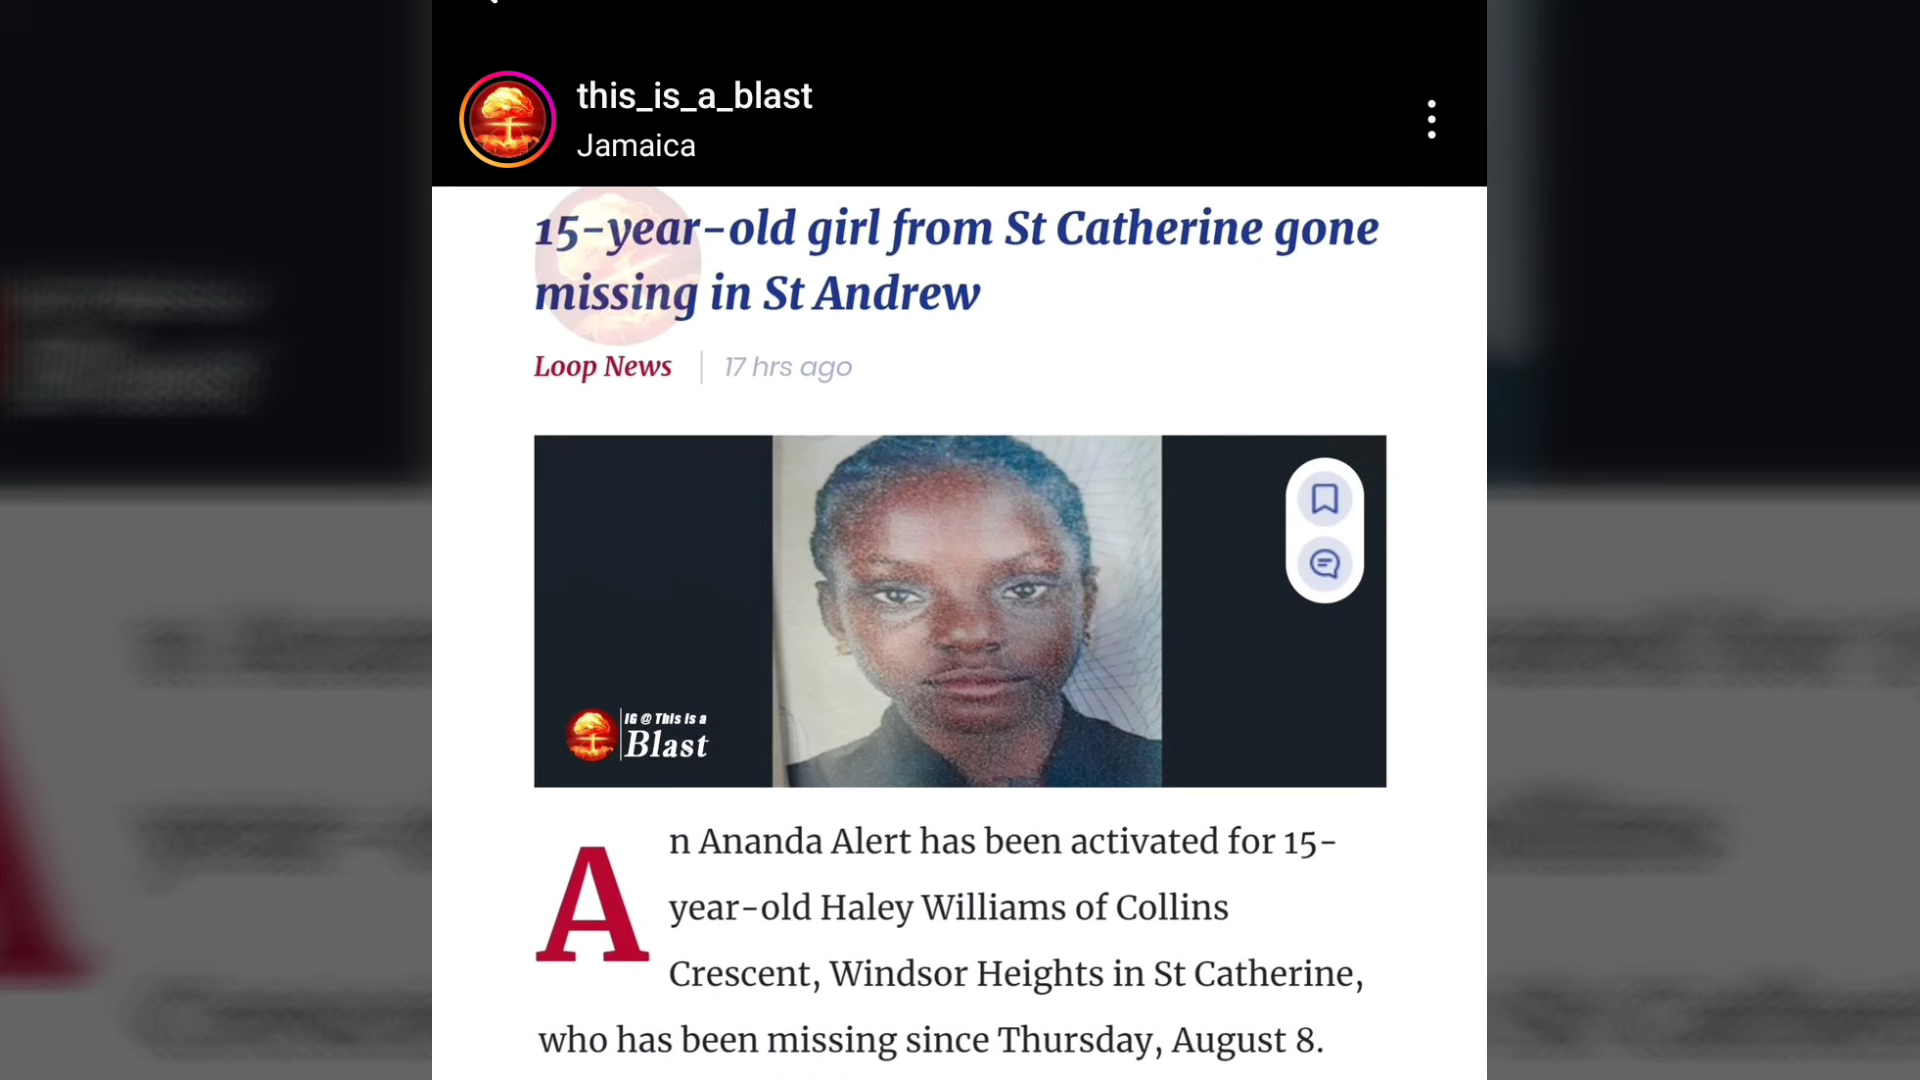 this_is_a_blast
Jamaica
15-year-old girl from St Catherine gone
missing in St Andrew
Loop News
17 hrs ago
IG @ This is a
Blast
An Ananda Alert has been activated for 15-
year-old Haley Williams of Collins
Crescent, Windsor Heights in St Catherine,
who has been missing since Thursday, August 8.